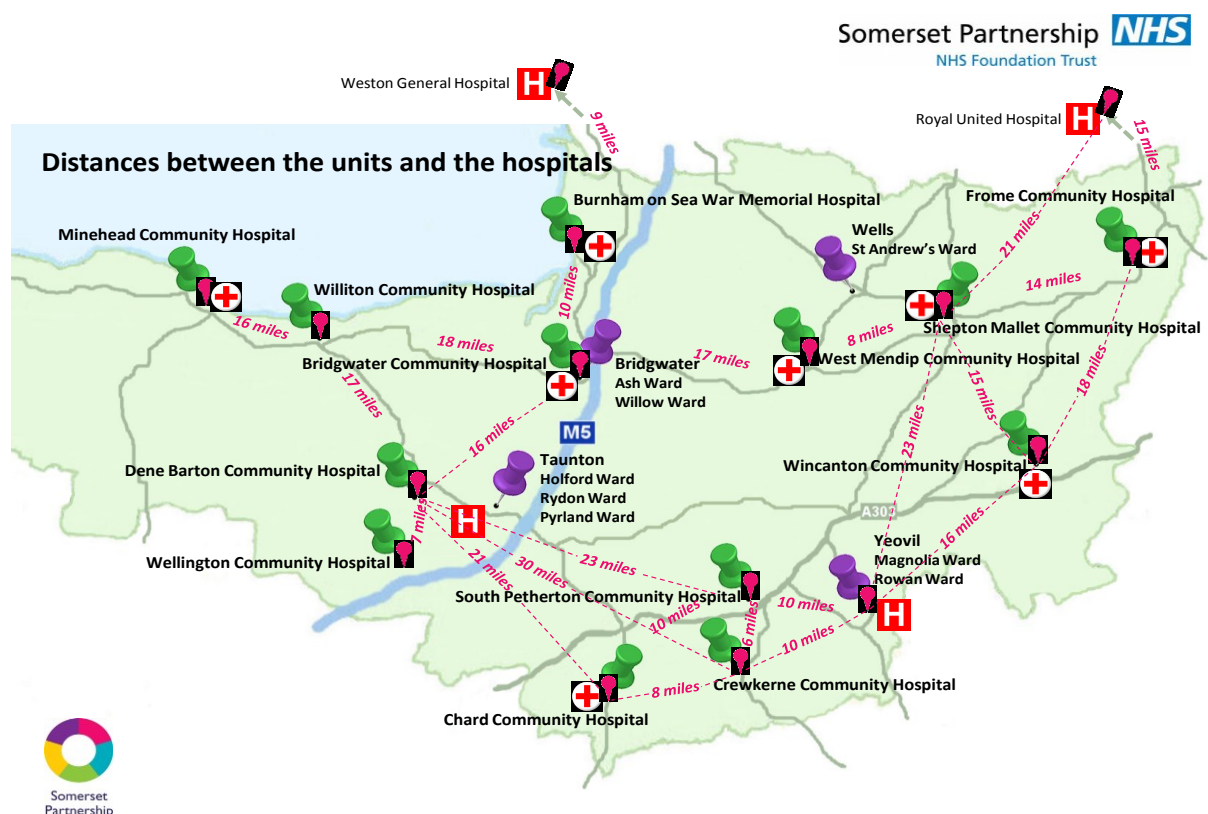 Somerset Partnership NHS
NHS Foundation Trust
Weston General Hospital H
Royal United Hospital H
9 miles
15 miles
Distances between the units and the hospitals
Burnham on Sea War Memorial Hospital
Frome Community Hospital
Minehead Community Hospital
Wells
St Andrew's Ward
21 miles
14 miles
10 miles
Williton Community Hospital
16 miles
18 miles
8 miles
Shepton Mallet Community Hospital
Bridgwater Community Hospital
Bridgwater
Ash Ward
Willow Ward
17 miles
West Mendip Community Hospital
18 miles
17 miles
15 miles
16 miles
M5
23 miles
Dene Barton Community Hospital
Taunton
Holford Ward
Rydon Ward
Pyrland Ward
Wincanton Community Hospital
H
7 miles
A30
16 miles
Wellington Community Hospital
21 miles
30 miles
23 miles
Yeovil
Magnolia Ward
Rowan Ward
South Petherton Community Hospital
10 miles
10 miles
6 miles
10 miles
H
8 miles
Crewkerne Community Hospital
Chard Community Hospital
Somerset
Partnership